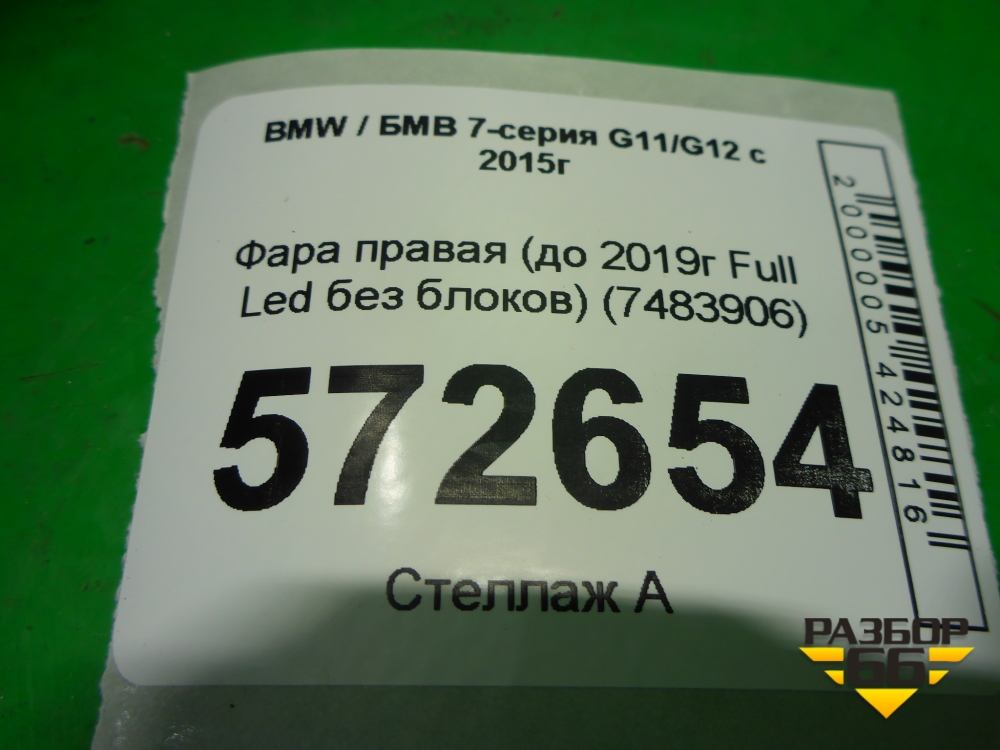 BMW / БМВ 7-серия G11/G12 с
2015г
Фара правая (до 2019г Full
Led без блоков) (7483906)
572654
Стеллаж А
2000005424816
РАЗБОР
66